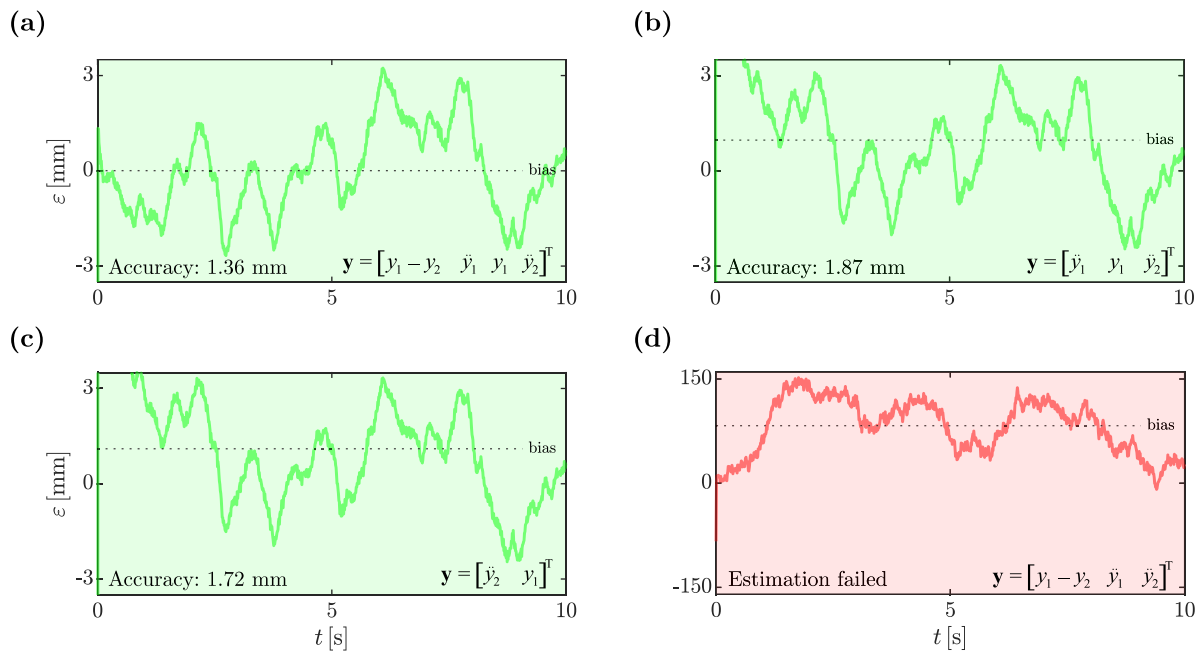 (a)
(b)
3
0
-3
ε [mm]
bias
Accuracy: 1.36 mm
𝐲 = [y₁ − y₂ ÿ₁ y₁ ÿ₂]ᵀ
0
5
10
3
0
-3
bias
Accuracy: 1.87 mm
𝐲 = [ÿ₁ y₁ ÿ₂]ᵀ
0
5
10
(c)
(d)
3
0
-3
ε [mm]
bias
Accuracy: 1.72 mm
𝐲 = [ÿ₂ y₁]ᵀ
0
5
10
t [s]
150
0
-150
bias
Estimation failed
𝐲 = [y₁ − y₂ ÿ₁ ÿ₂]ᵀ
0
5
10
t [s]